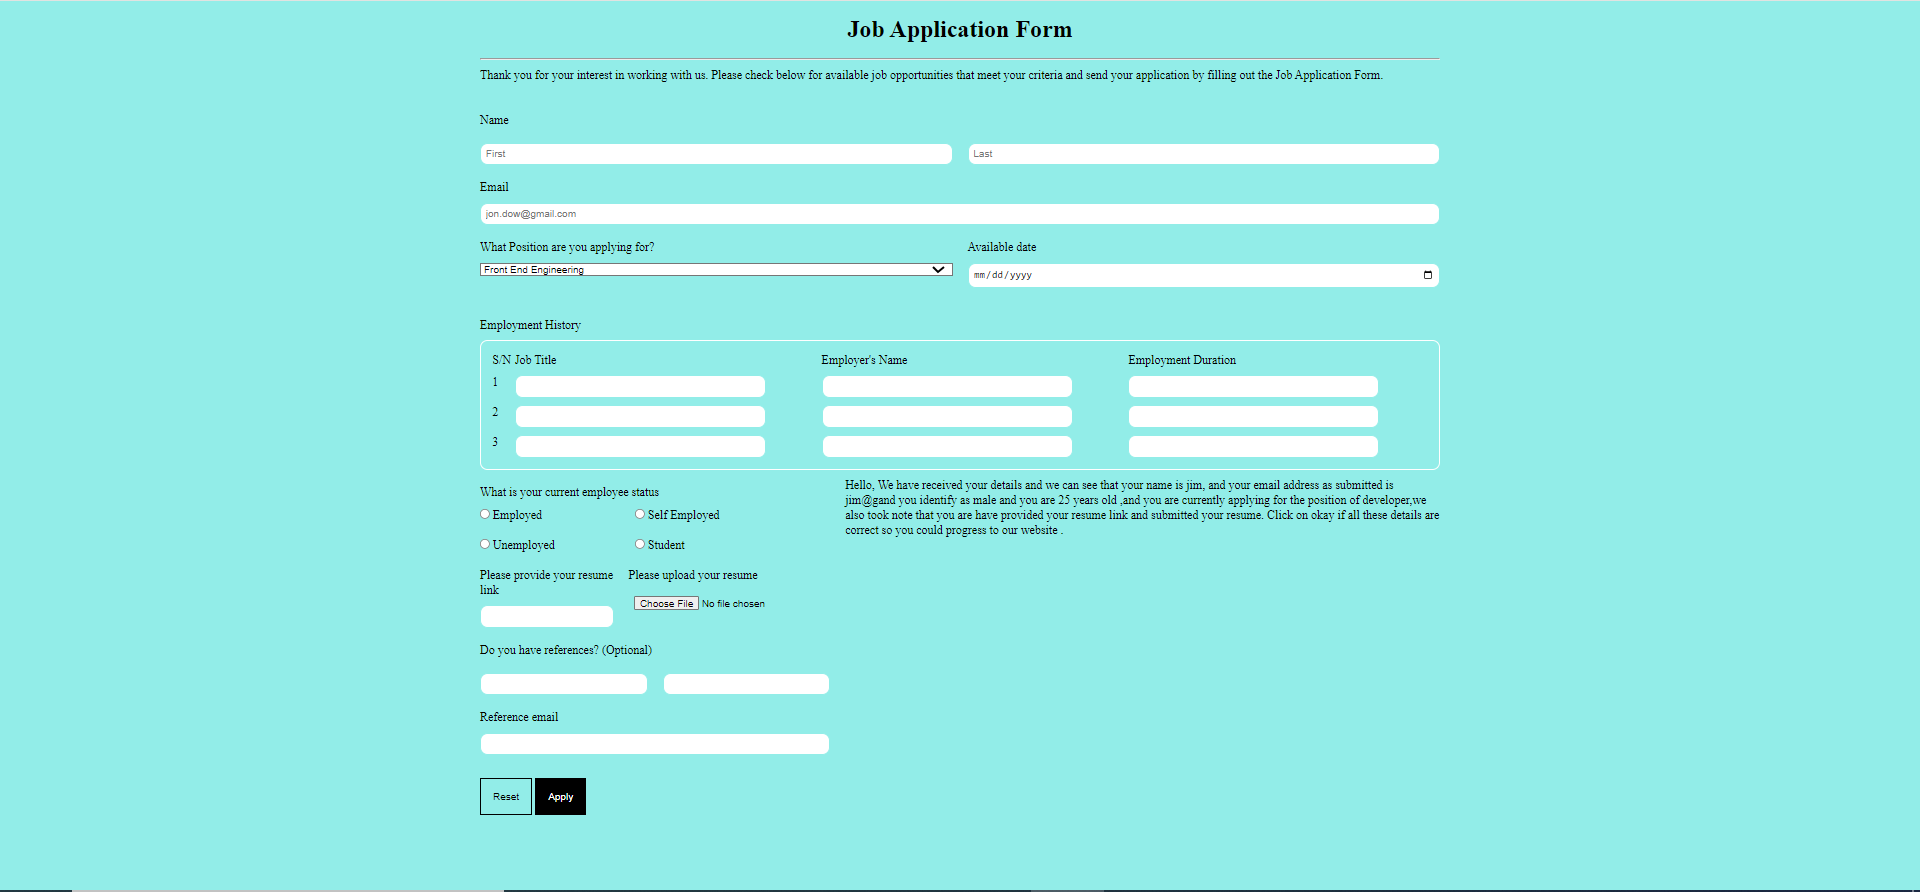 Job Application Form
Thank you for your interest in working with us. Please check below for available job opportunities that meet your criteria and send your application by filling out the Job Application Form.
Name
First
Last
Email
jon.dow@gmail.com
What Position are you applying for?
Available date
Front End Engineering
mm/dd/yyyy
Employment History
S/N Job Title
Employer's Name
Employment Duration
1
2
3
What is your current employee status
Employed
Self Employed
Unemployed
Student
Hello, We have received your details and we can see that your name is jim, and your email address as submitted is
jim@gand you identify as male and you are 25 years old ,and you are currently applying for the position of developer,we
also took note that you are have provided your resume link and submitted your resume. Click on okay if all these details are
correct so you could progress to our website .
Please provide your resume
link
Please upload your resume
Choose File No file chosen
Do you have references? (Optional)
Reference email
Reset
Apply